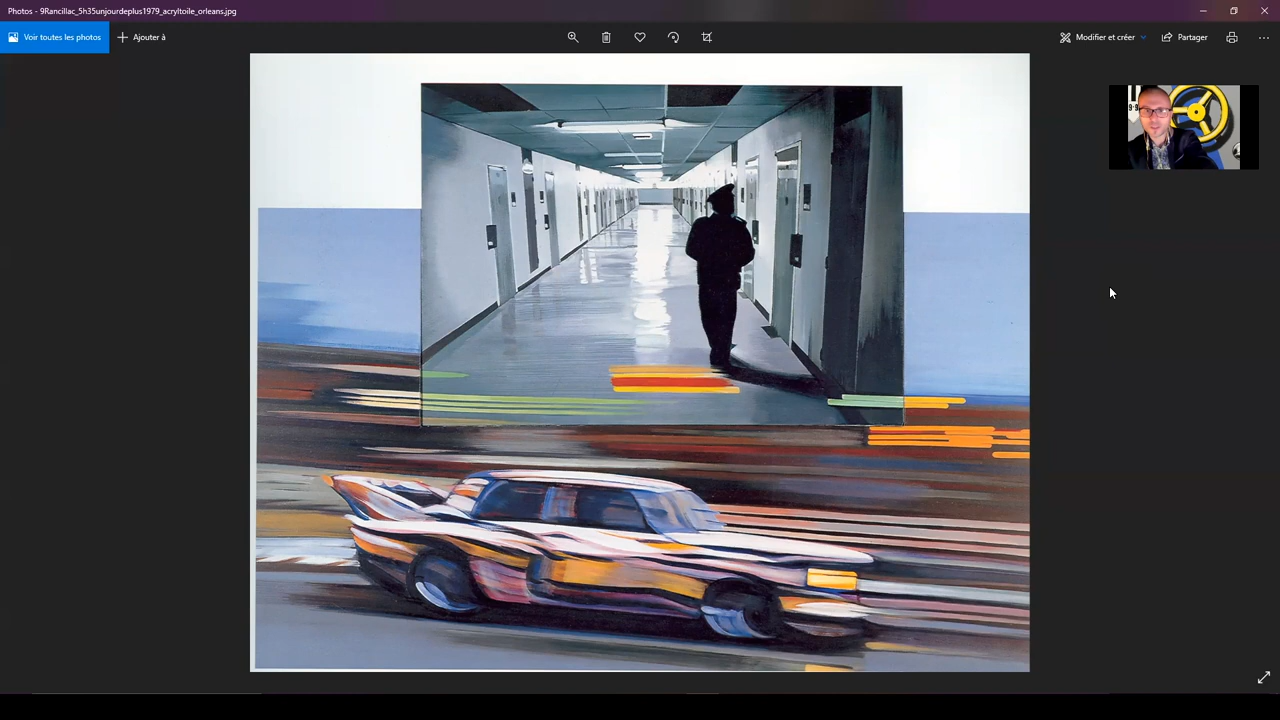 Photos - 9Rancillac_5h35unjourdeplus1979_acryltoile_orleans.jpg
Voir toutes les photos
Ajouter à
Modifier et créer
Partager